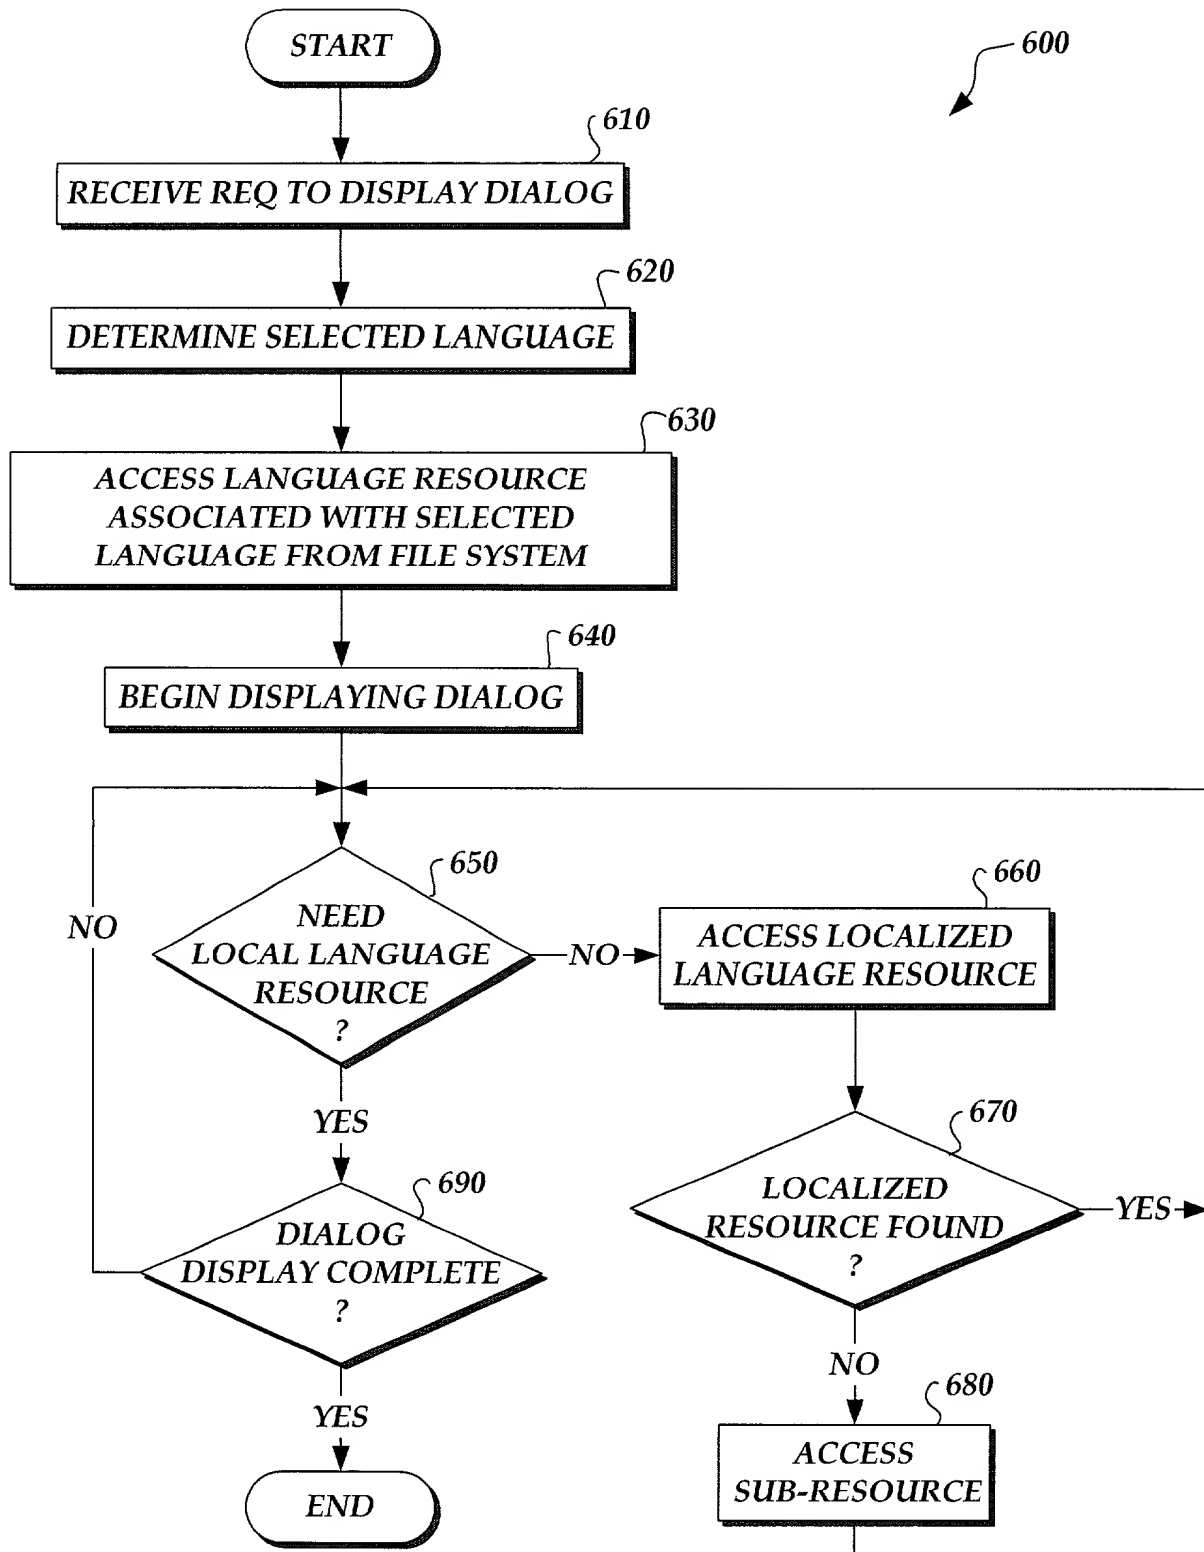 START
600
610
RECEIVE REQ TO DISPLAY DIALOG
620
DETERMINE SELECTED LANGUAGE
630
ACCESS LANGUAGE RESOURCE
ASSOCIATED WITH SELECTED
LANGUAGE FROM FILE SYSTEM
640
BEGIN DISPLAYING DIALOG
650
NEED
LOCAL LANGUAGE
RESOURCE
?
NO
NO
660
ACCESS LOCALIZED
LANGUAGE RESOURCE
YES
670
LOCALIZED
RESOURCE FOUND
?
YES
690
DIALOG
DISPLAY COMPLETE
?
NO
680
ACCESS
SUB-RESOURCE
YES
END